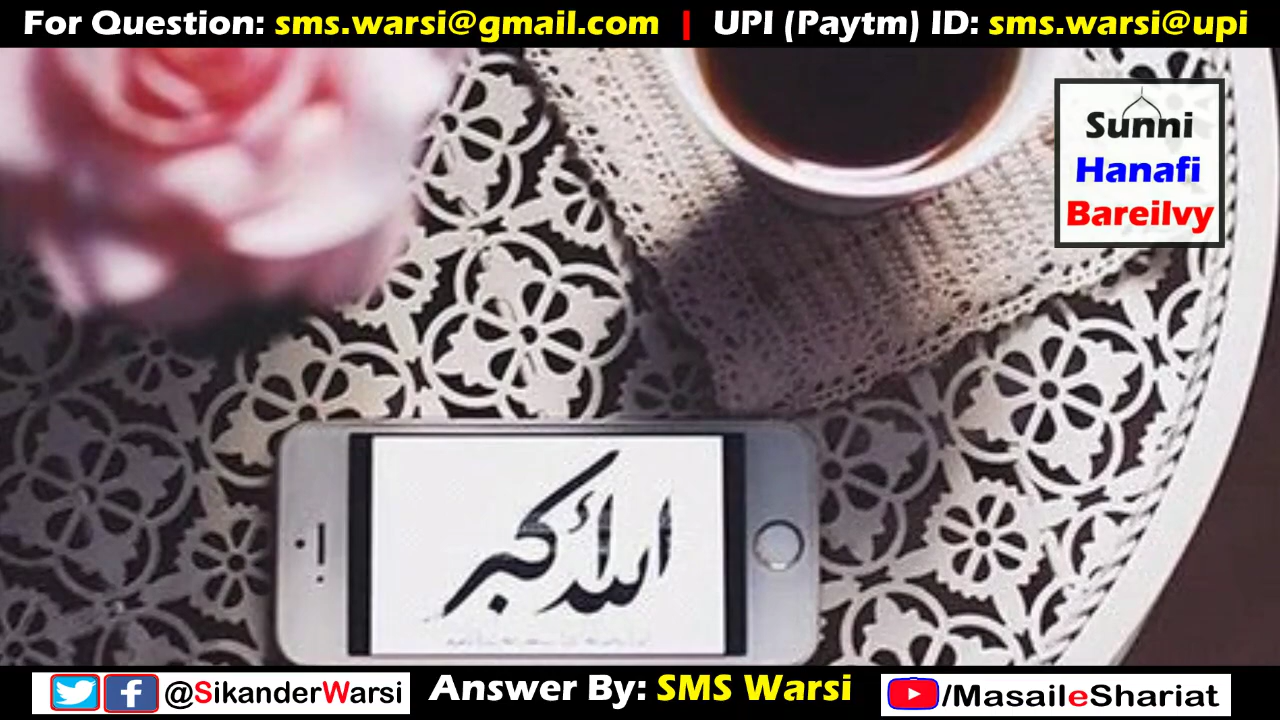 For Question: sms.warsi@gmail.com | UPI (Paytm) ID: sms.warsi@upi
Sunni
Hanafi
Bareilvy
الله أكبر
@SikanderWarsi
Answer By: SMS Warsi
/MasaileShariat